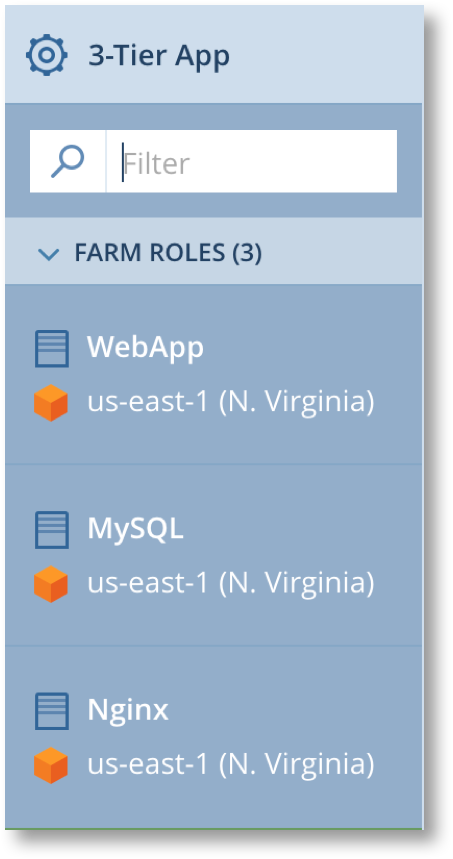 3-Tier App
Filter
FARM ROLES (3)
WebApp
us-east-1 (N. Virginia)
MySQL
us-east-1 (N. Virginia)
Nginx
us-east-1 (N. Virginia)